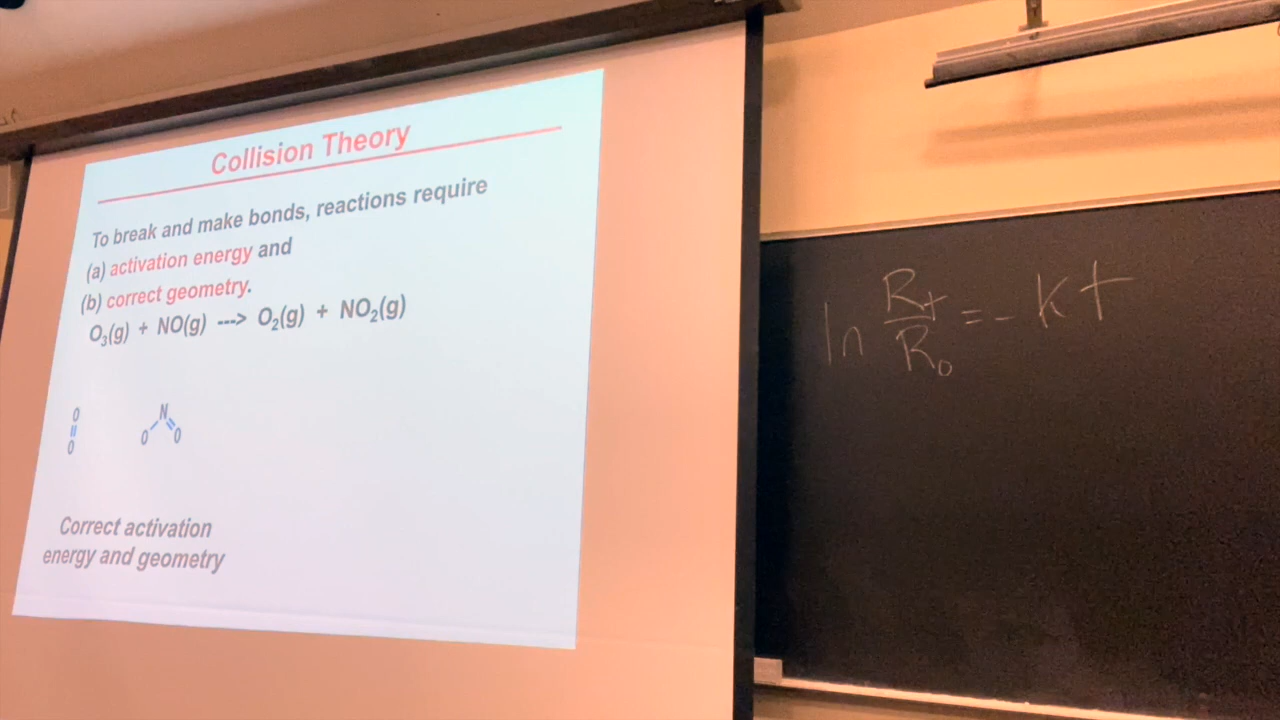 Collision Theory
To break and make bonds, reactions require
(a) activation energy and
(b) correct geometry.
O₃(g) + NO(g) ---> O₂(g) + NO₂(g)
O
=
O
N
O O
Correct activation
energy and geometry
ln Rt/R₀ = - kt